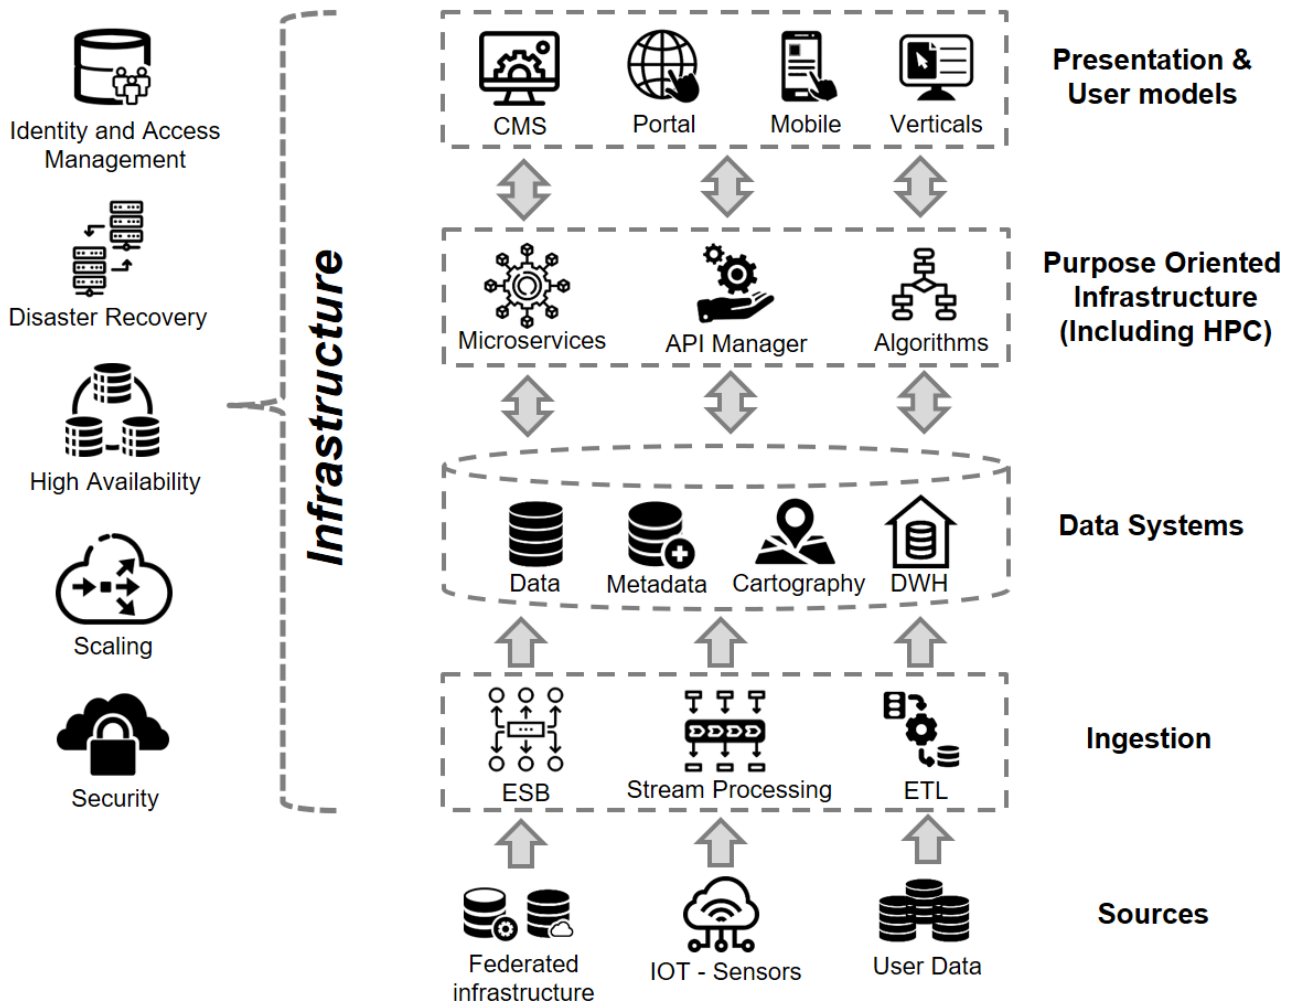 Identity and Access
Management
Disaster Recovery
High Availability
Scaling
Security
Infrastructure
CMS
Portal
Mobile
Verticals
Presentation &
User models
Microservices
API Manager
Algorithms
Purpose Oriented
Infrastructure
(Including HPC)
Data
Metadata
Cartography
DWH
Data Systems
ESB
Stream Processing
ETL
Ingestion
Federated
infrastructure
IOT - Sensors
User Data
Sources